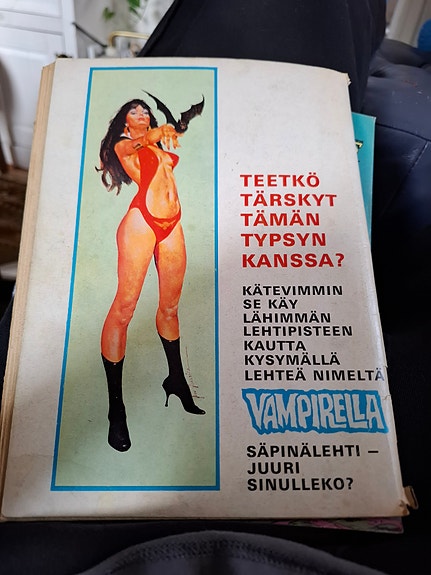 TEETKÖ
TÄRSKYT
TÄMÄN
TYPSYN
KANSSA?
KÄTEVIMMIN
SE KÄY
LÄHIMMÄN
LEHTIPISTEEN
KAUTTA
KYSYMÄLLÄ
LEHTEÄ NIMELTÄ
VAMPIRELLA
SÄPINÄLEHTI –
JUURI
SINULLEKO?